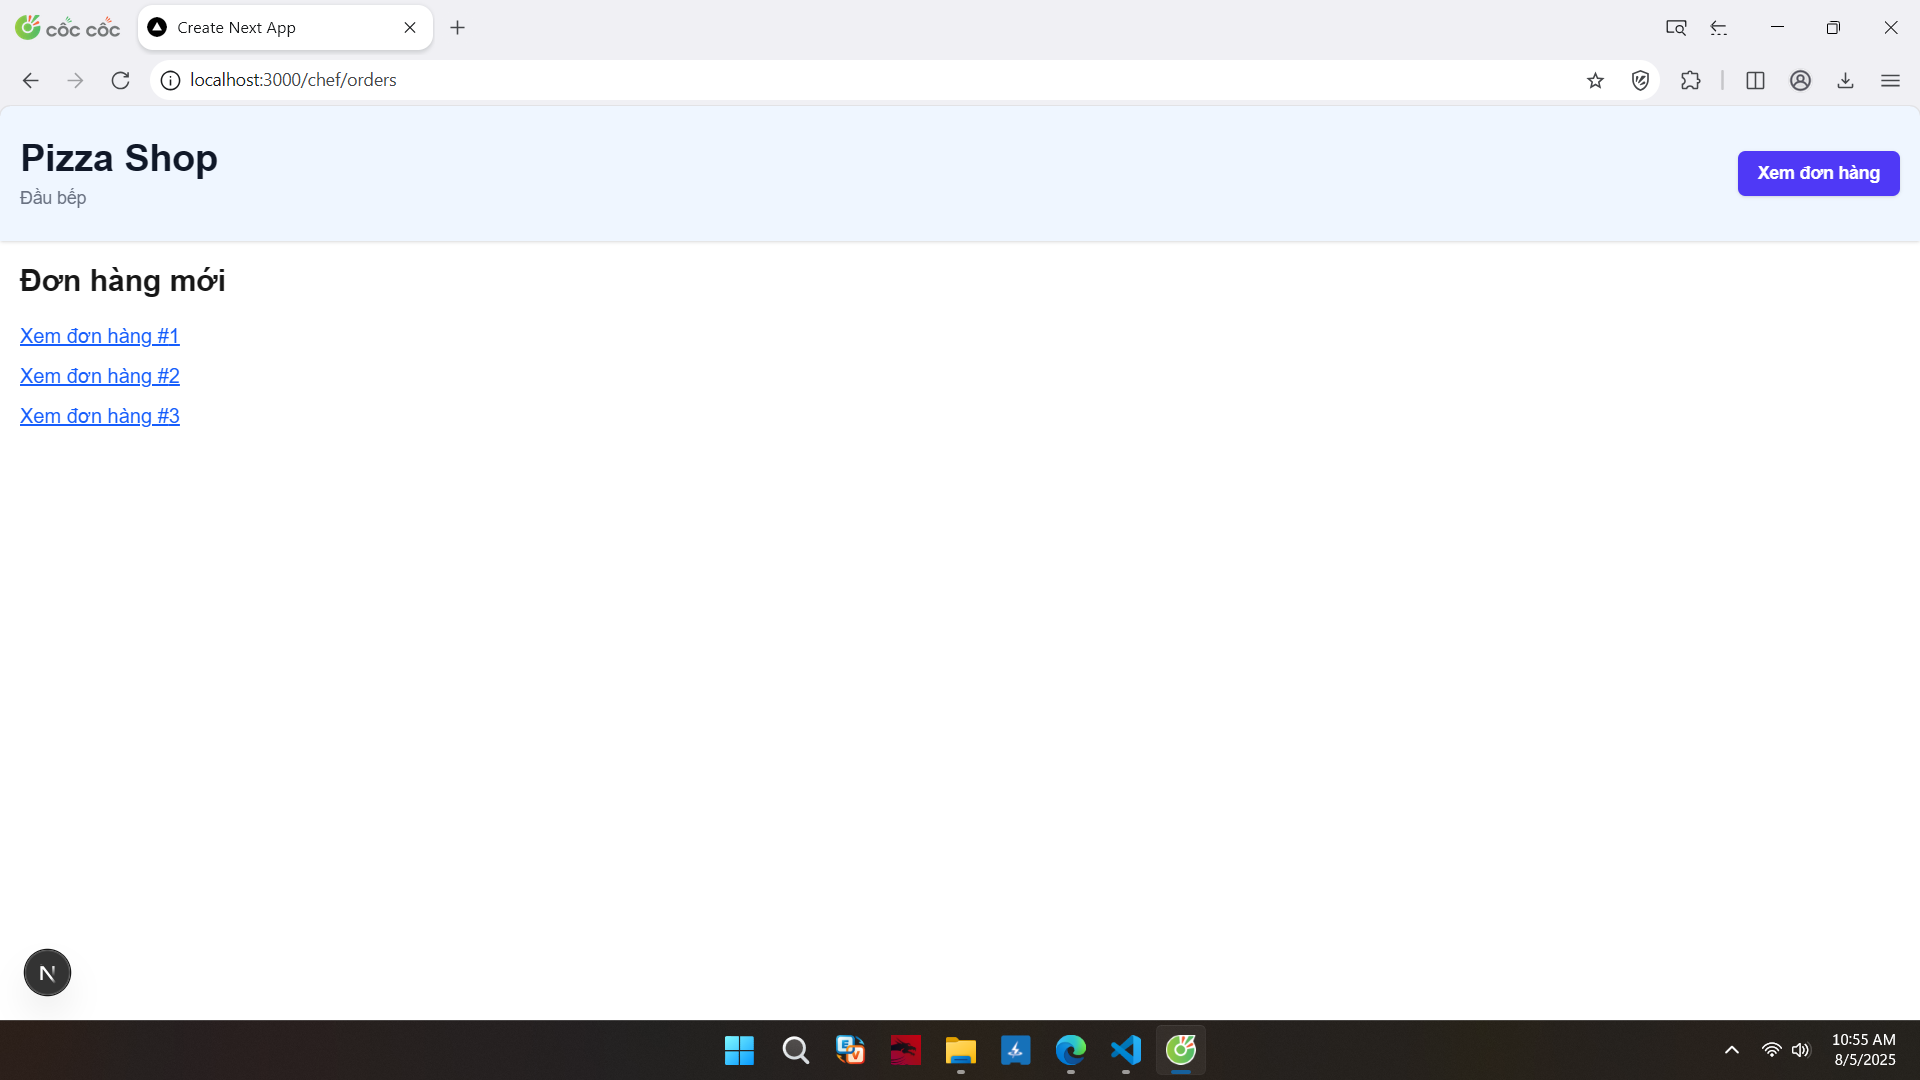 cốc cốc
Create Next App
localhost:3000/chef/orders
Pizza Shop
Đầu bếp
Xem đơn hàng
Đơn hàng mới
Xem đơn hàng #1
Xem đơn hàng #2
Xem đơn hàng #3
N
E
V
10:55 AM
8/5/2025